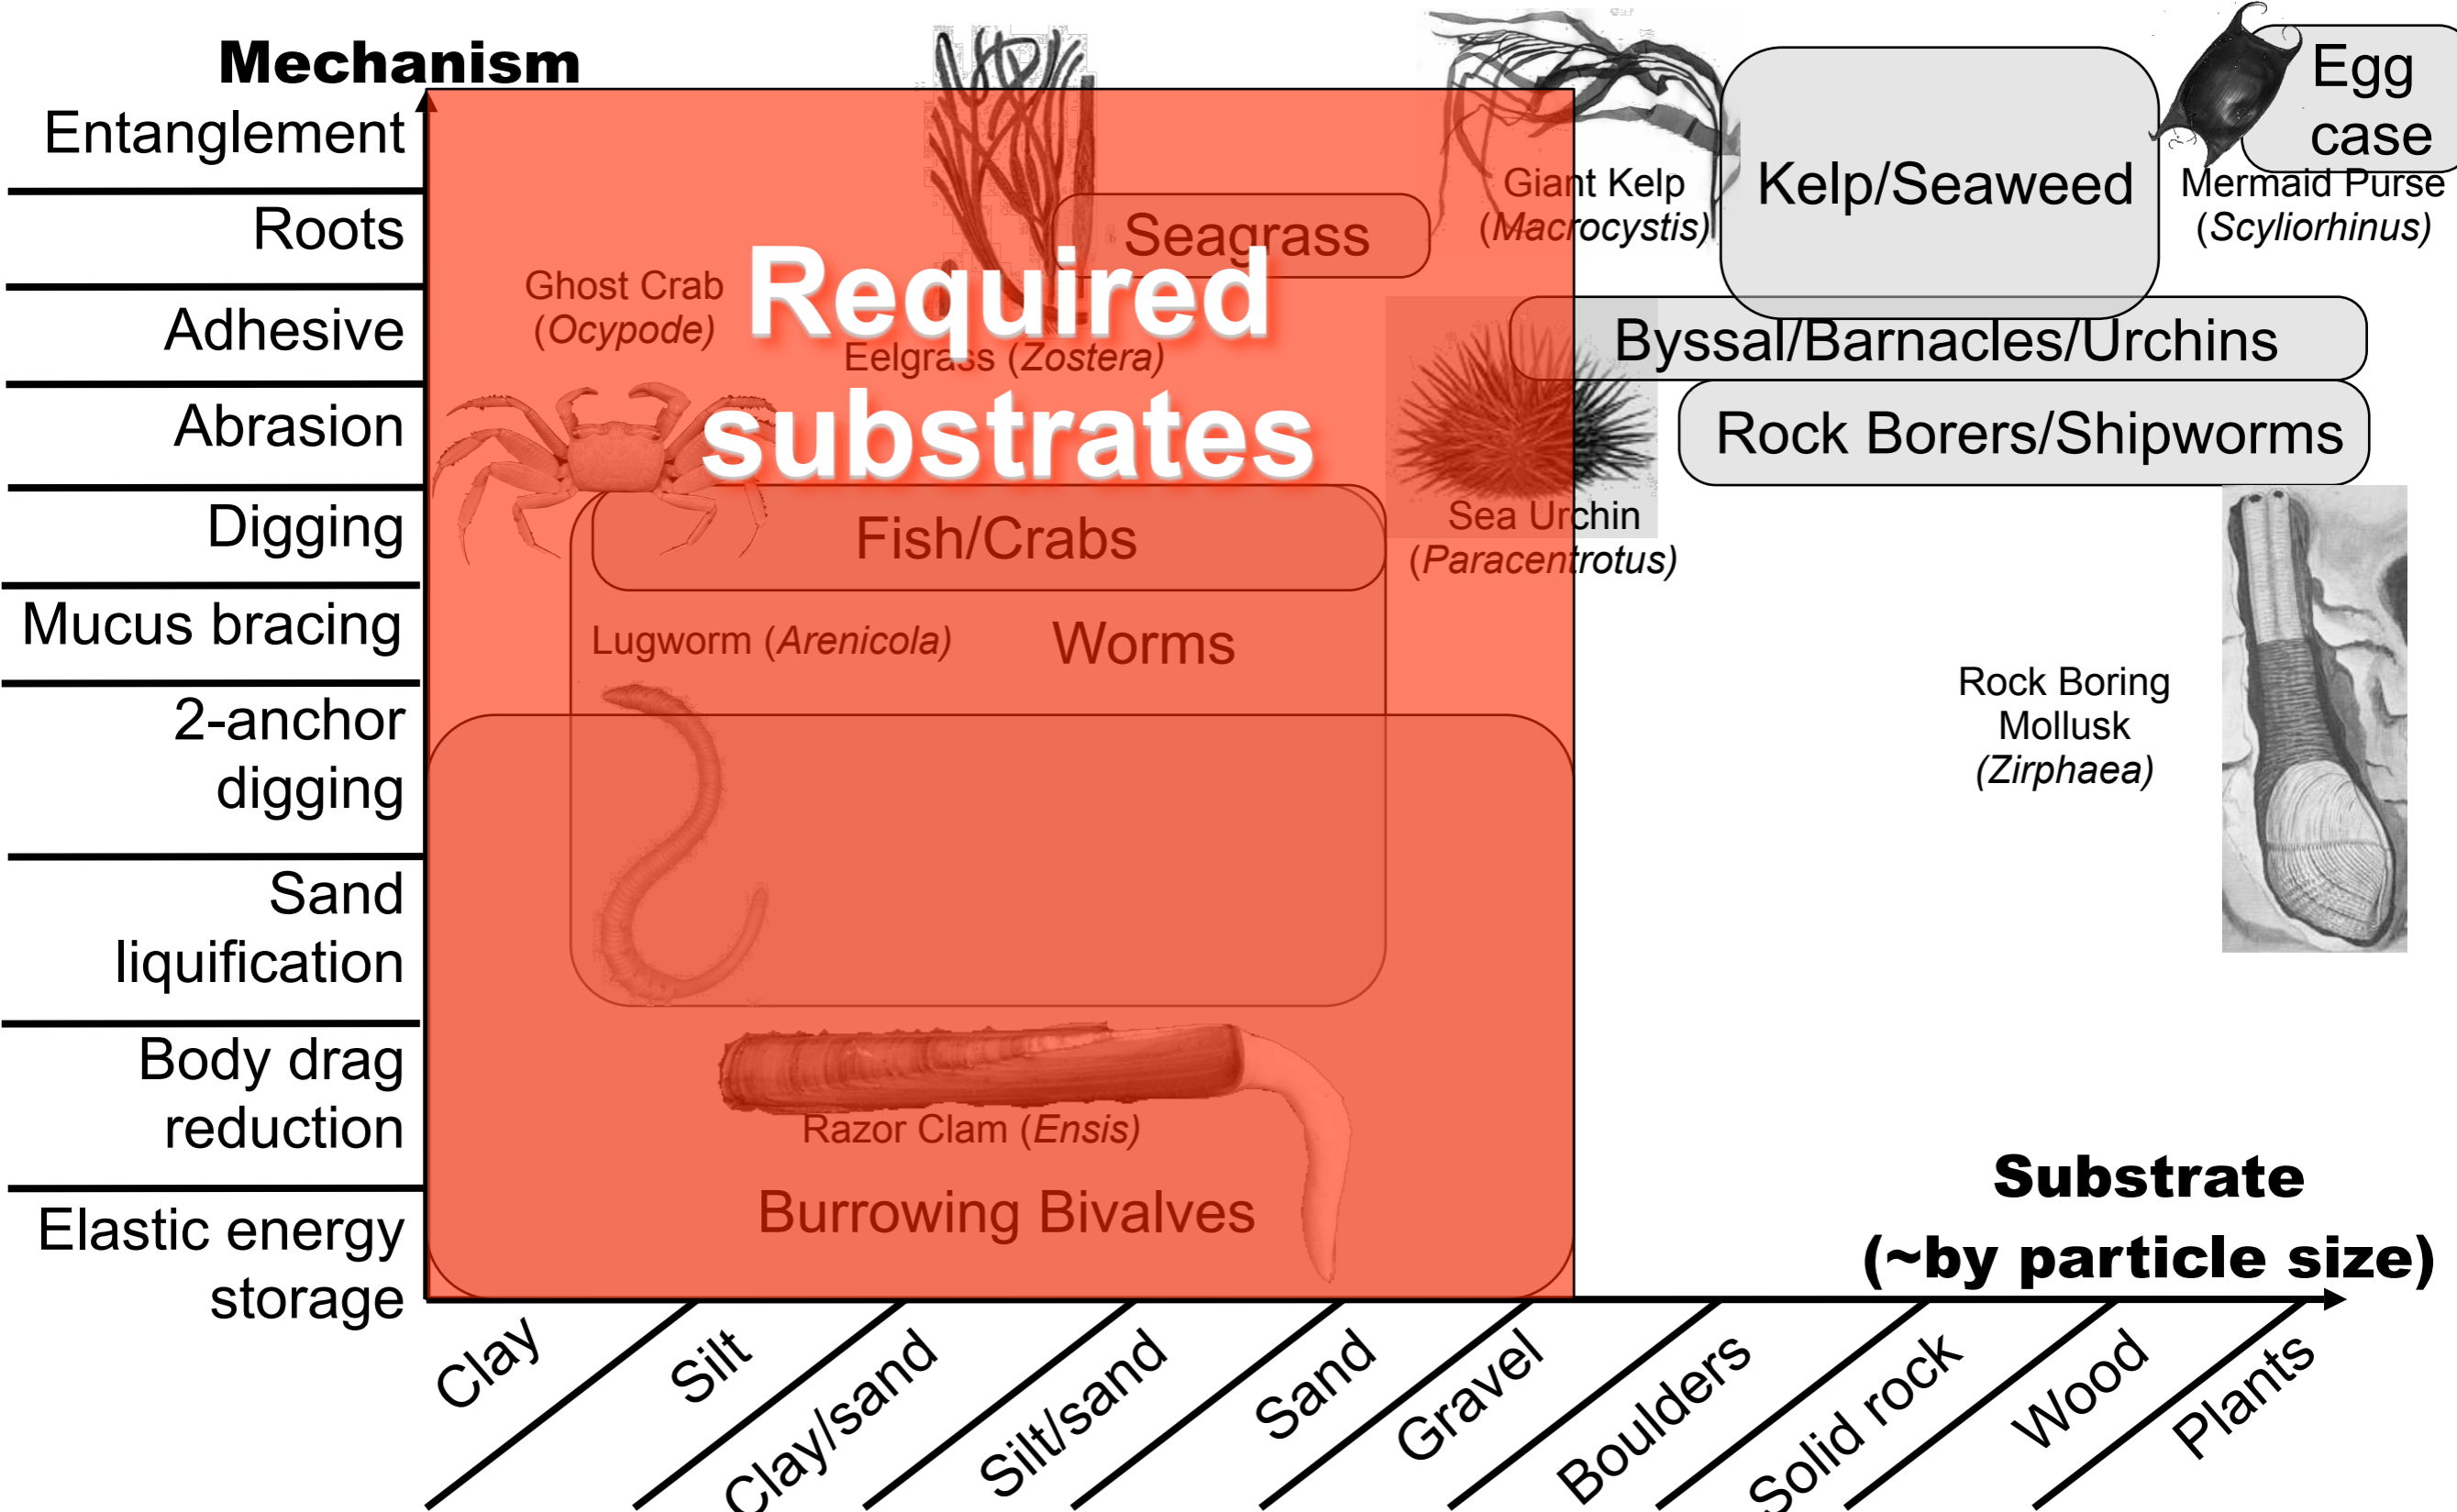 Mechanism
Entanglement
Roots
Adhesive
Abrasion
Digging
Mucus bracing
2-anchor
digging
Sand
liquification
Body drag
reduction
Elastic energy
storage
Egg
case
Mermaid Purse
(Scyliorhinus)
Kelp/Seaweed
Giant Kelp
(Macrocystis)
Seagrass
Required
substrates
Ghost Crab
(Ocypode)
Eelgrass (Zostera)
Byssal/Barnacles/Urchins
Rock Borers/Shipworms
Fish/Crabs
Sea Urchin
(Paracentrotus)
Lugworm (Arenicola)
Worms
Rock Boring
Mollusk
(Zirphaea)
Razor Clam (Ensis)
Burrowing Bivalves
Substrate
(~by particle size)
Clay
Silt
Clay/sand
Silt/sand
Sand
Gravel
Boulders
Solid rock
Wood
Plants